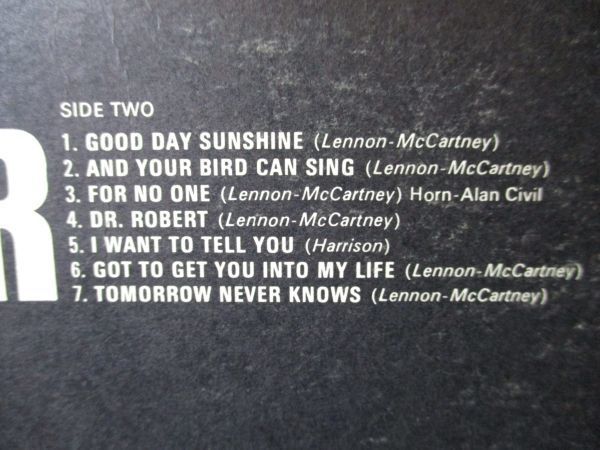 R
SIDE TWO
1. GOOD DAY SUNSHINE (Lennon-McCartney)
2. AND YOUR BIRD CAN SING (Lennon-McCartney)
3. FOR NO ONE (Lennon-McCartney) Horn-Alan Civil
4. DR. ROBERT (Lennon-McCartney)
5. I WANT TO TELL YOU (Harrison)
6. GOT TO GET YOU INTO MY LIFE (Lennon-McCartney)
7. TOMORROW NEVER KNOWS (Lennon-McCartney)